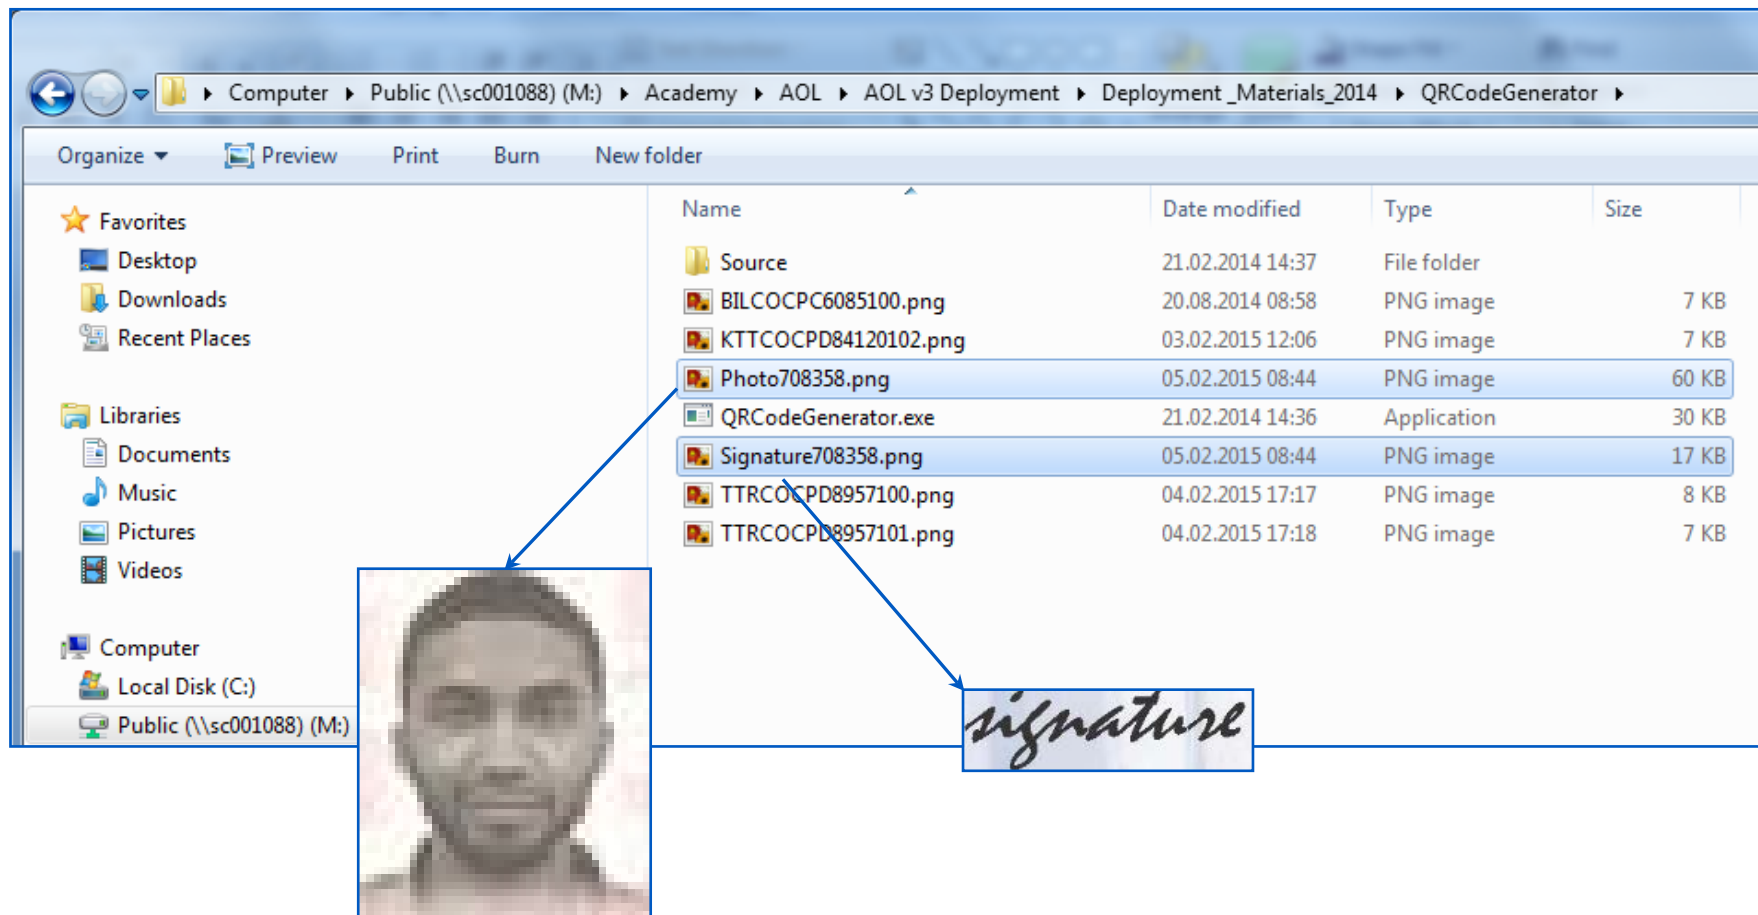 Computer Public (\\sc001088) (M:) Academy AOL AOL v3 Deployment Deployment _Materials_2014 QRCodeGenerator
Organize Preview Print Burn New folder
Favorites
Desktop
Downloads
Recent Places
Libraries
Documents
Music
Pictures
Videos
Computer
Local Disk (C:)
Public (\\sc001088) (M:)
Name Date modified Type Size
Source 21.02.2014 14:37 File folder
BILCOCPC6085100.png 20.08.2014 08:58 PNG image 7 KB
KTTCOCPD84120102.png 03.02.2015 12:06 PNG image 7 KB
Photo708358.png 05.02.2015 08:44 PNG image 60 KB
QRCodeGenerator.exe 21.02.2014 14:36 Application 30 KB
Signature708358.png 05.02.2015 08:44 PNG image 17 KB
TTRCOCPD8957100.png 04.02.2015 17:17 PNG image 8 KB
TTRCOCPD8957101.png 04.02.2015 17:18 PNG image 7 KB
signature